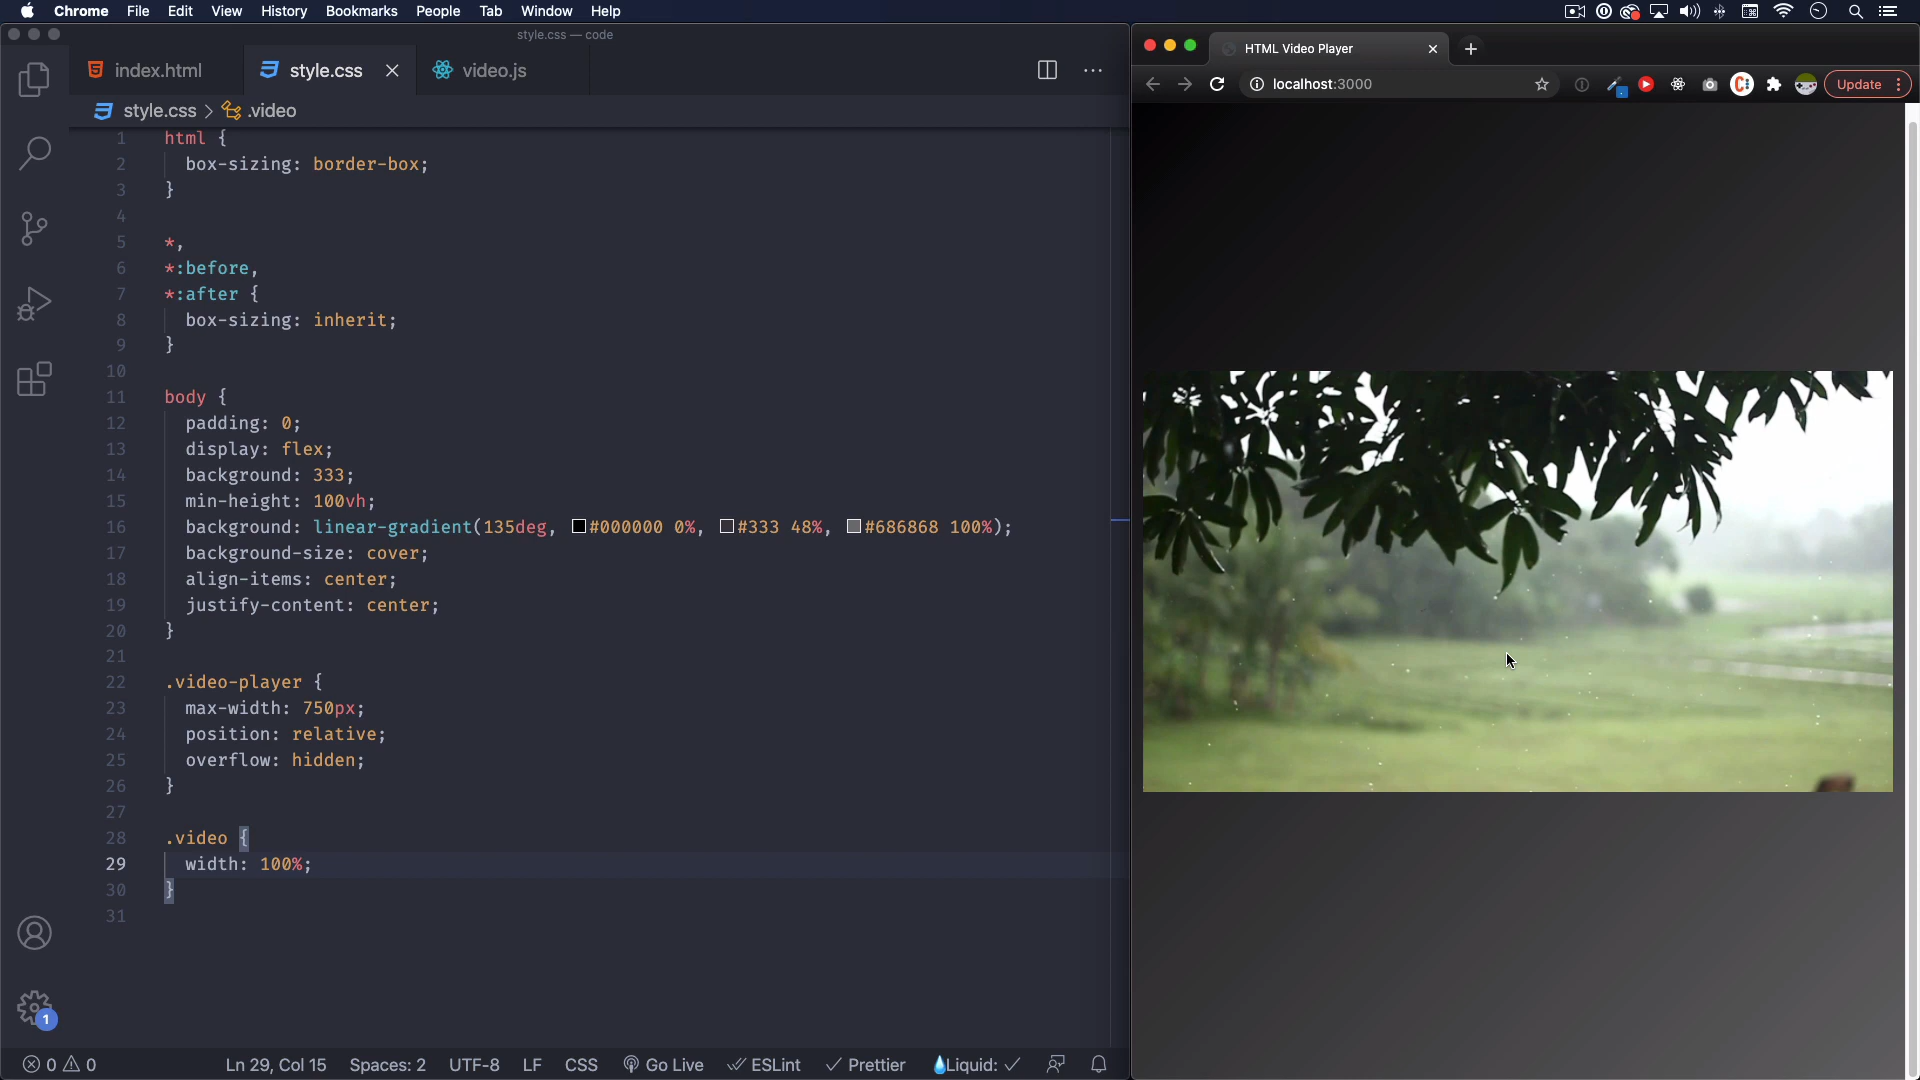 Chrome File Edit View History Bookmarks People Tab Window Help
style.css — code
index.html style.css video.js
style.css > .video
1 html {
2 box-sizing: border-box;
3 }
4
5 *,
6 *:before,
7 *:after {
8 box-sizing: inherit;
9 }
10
11 body {
12 padding: 0;
13 display: flex;
14 background: 333;
15 min-height: 100vh;
16 background: linear-gradient(135deg, #000000 0%, #333 48%, #686868 100%);
17 background-size: cover;
18 align-items: center;
19 justify-content: center;
20 }
21
22 .video-player {
23 max-width: 750px;
24 position: relative;
25 overflow: hidden;
26 }
27
28 .video {
29 width: 100%;
30 }
31
1
0 0 Ln 29, Col 15 Spaces: 2 UTF-8 LF CSS Go Live ESLint Prettier Liquid:
HTML Video Player
localhost:3000
Update